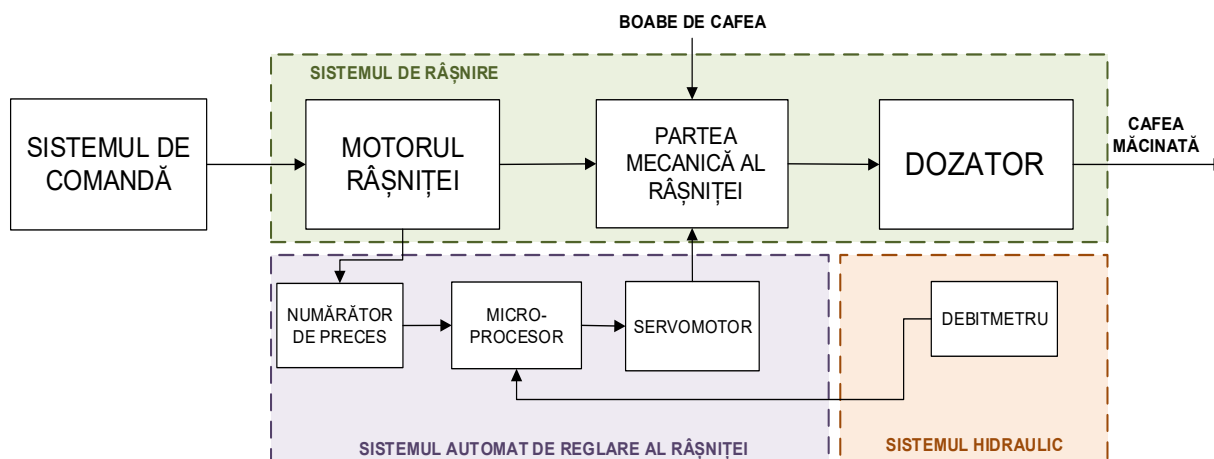 BOABE DE CAFEA
SISTEMUL DE RÂȘNIRE
SISTEMUL DE
COMANDĂ
MOTORUL
RÂȘNIȚEI
PARTEA
MECANICĂ AL
RÂȘNIȚEI
DOZATOR
CAFEA
MĂCINATĂ
NUMĂRĂTOR
DE PRECES
MICRO-
PROCESOR
SERVOMOTOR
DEBITMETRU
SISTEMUL AUTOMAT DE REGLARE AL RÂȘNIȚEI
SISTEMUL HIDRAULIC